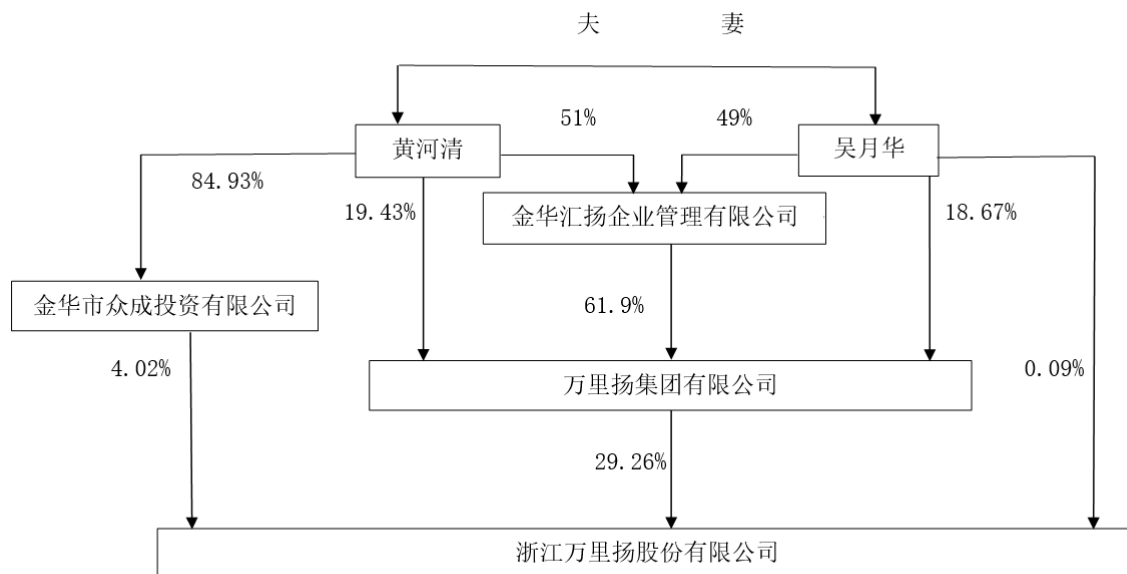 夫 妻
51% 49%
黄河清 吴月华
84.93%
19.43% 金华汇扬企业管理有限公司 18.67%
金华市众成投资有限公司 61.9%
4.02% 万里扬集团有限公司 0.09%
29.26%
浙江万里扬股份有限公司